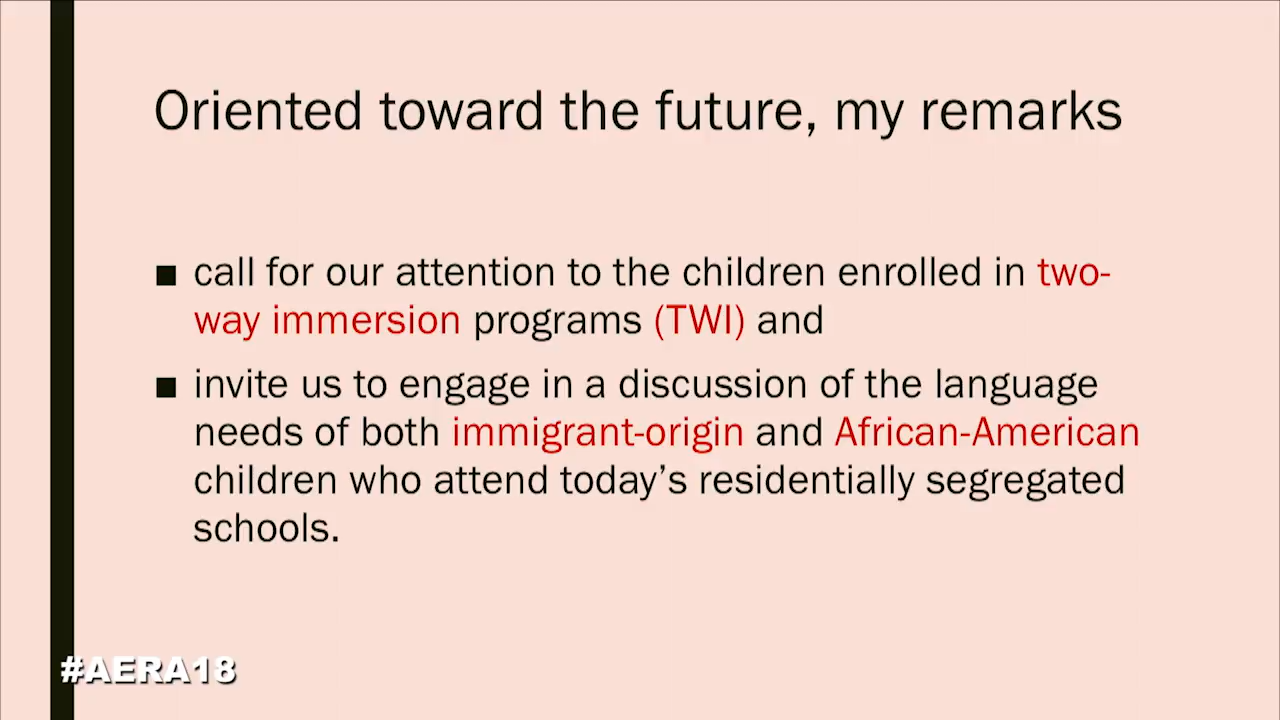 Oriented toward the future, my remarks
■ call for our attention to the children enrolled in two-
way immersion programs (TWI) and
■ invite us to engage in a discussion of the language
needs of both immigrant-origin and African-American
children who attend today’s residentially segregated
schools.
#AERA18